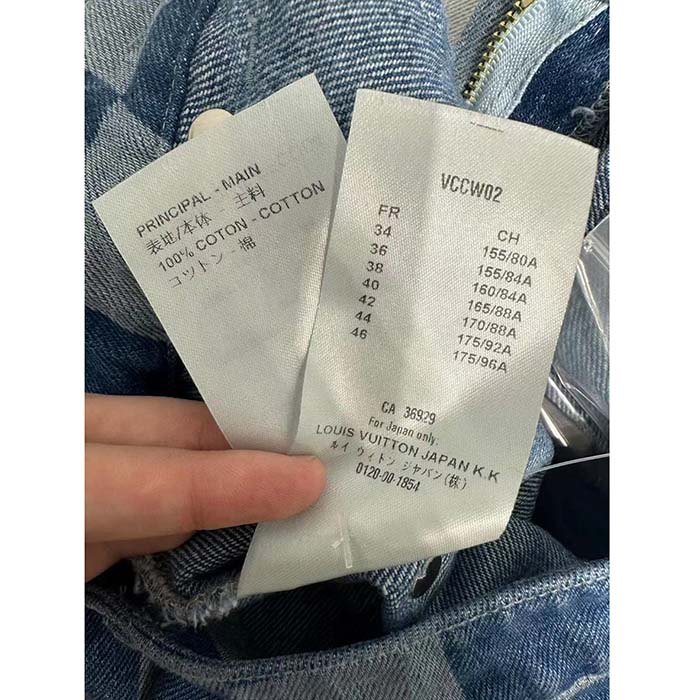 PRINCIPAL - MAIN
表地/本体 主料
100% COTON - COTTON
コットン - 棉
VCCW02
FR CH
34 155/80A
36 155/84A
38 160/84A
40 165/88A
42 170/88A
44 175/92A
46 175/96A
CA 36929
For Japan only:
LOUIS VUITTON JAPAN K.K
ルイ ヴィトン ジャパン(株)
0120-00-1854